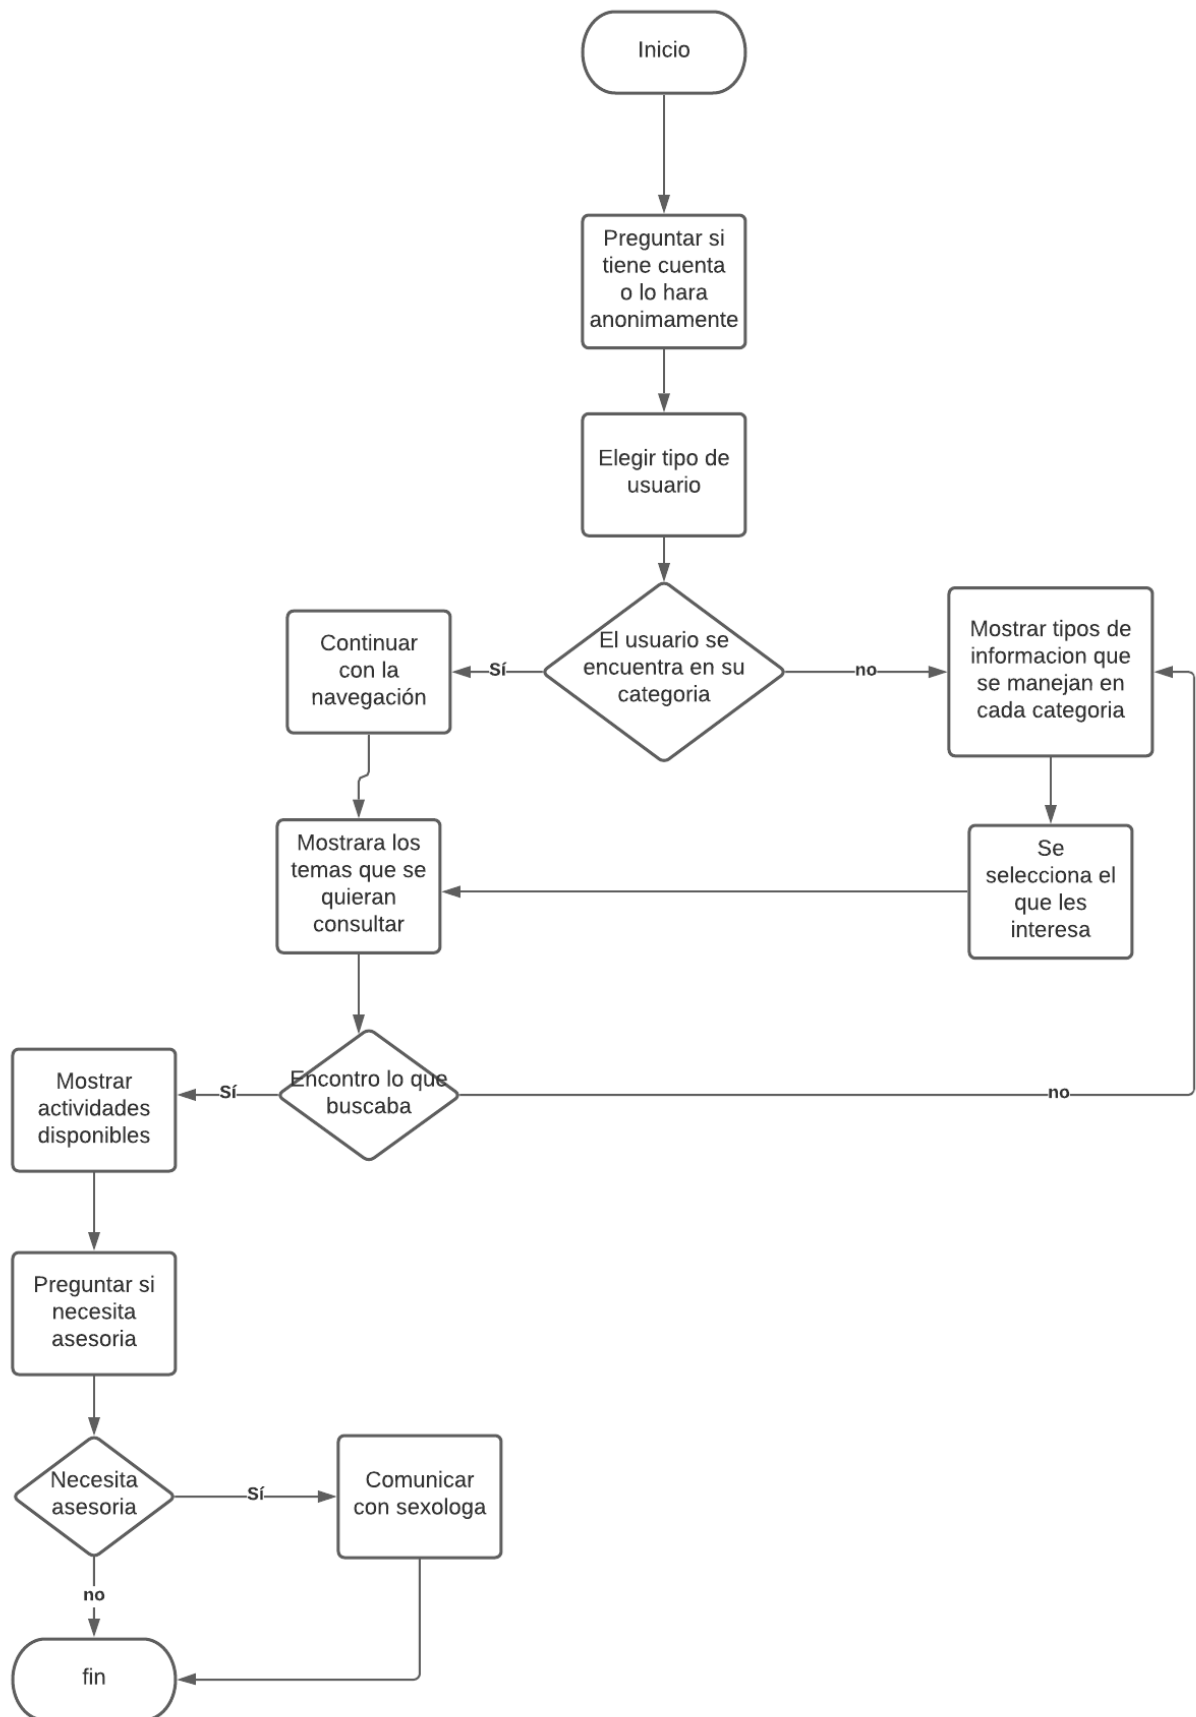 Inicio
Preguntar si
tiene cuenta
o lo hara
anonimamente
Elegir tipo de
usuario
El usuario se
encuentra en su
categoria
Sí
no
Continuar
con la
navegación
Mostrar tipos de
informacion que
se manejan en
cada categoria
Mostrara los
temas que se
quieran
consultar
Se
selecciona el
que les
interesa
Encontro lo que
buscaba
Sí
no
Mostrar
actividades
disponibles
Preguntar si
necesita
asesoria
Necesita
asesoria
Sí
Comunicar
con sexologa
no
fin